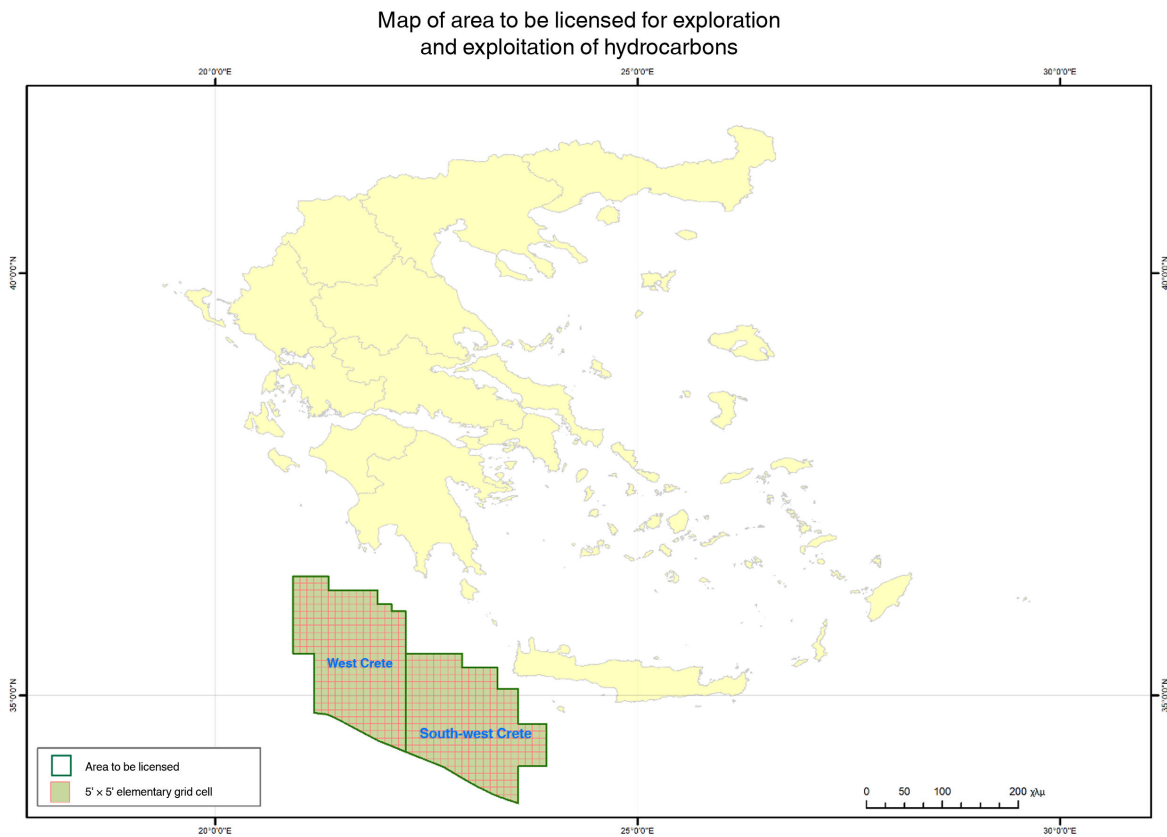 Map of area to be licensed for exploration
and exploitation of hydrocarbons
20°0'0"E 25°0'0"E 30°0'0"E
40°0'0"N 40°0'0"N
West Crete
35°0'0"N 35°0'0"N
South-west Crete
Area to be licensed
5' × 5' elementary grid cell
0 50 100 200 χλμ
20°0'0"E 25°0'0"E 30°0'0"E